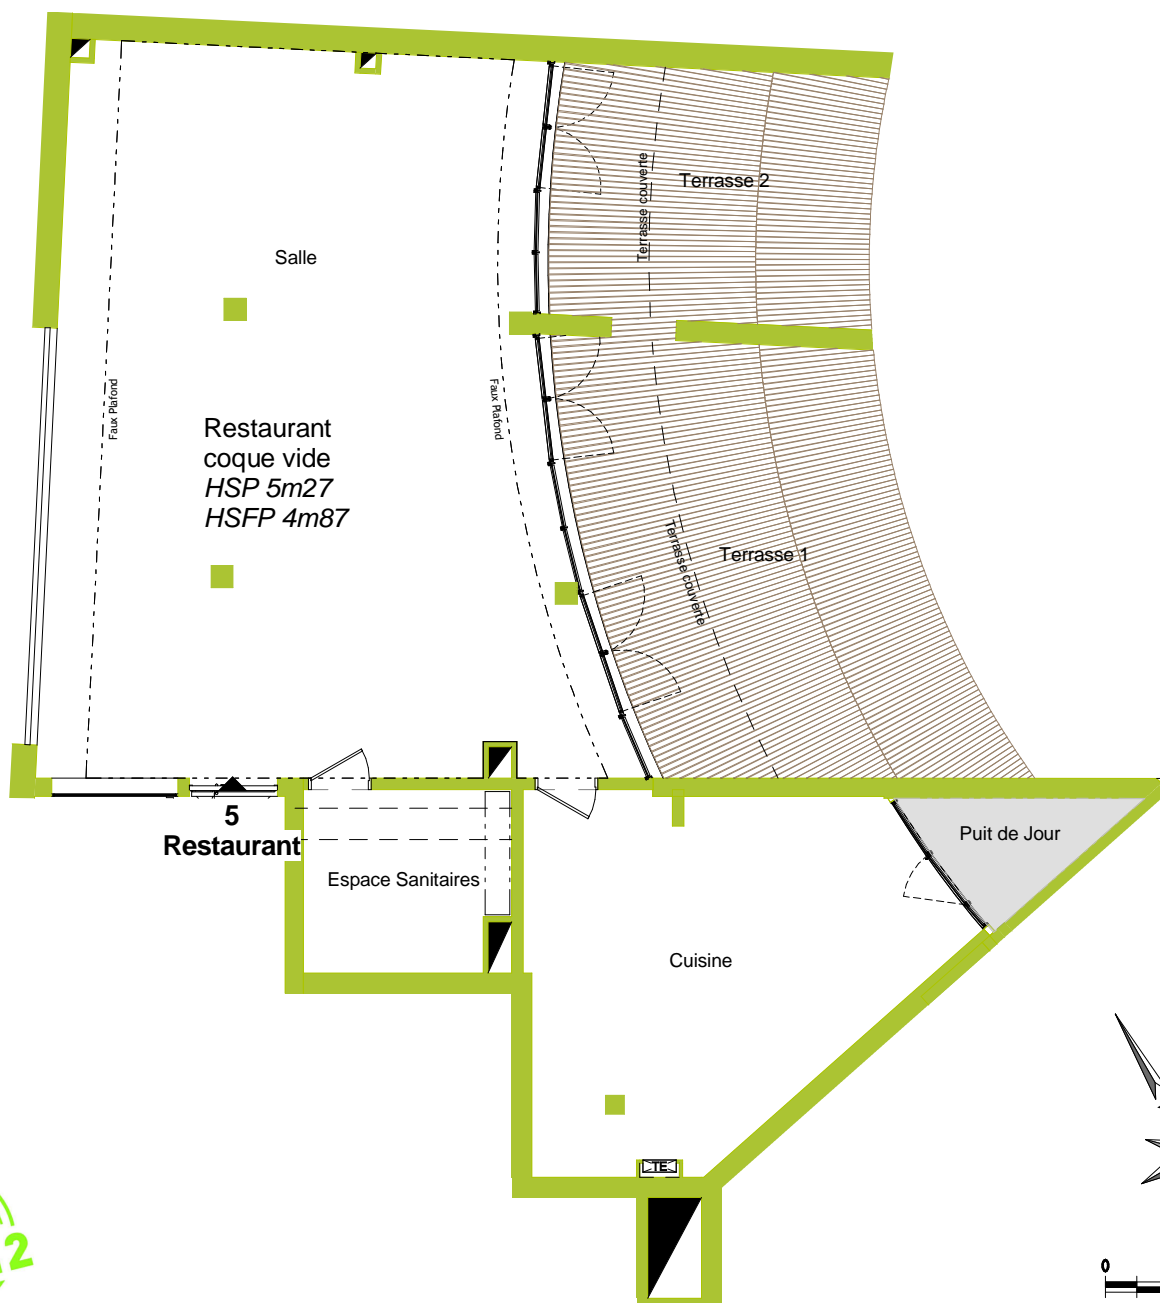 Terrasse couverte
Terrasse 2
Salle
Faux Plafond
Faux Plafond
Restaurant
coque vide
HSP 5m27
HSFP 4m87
Terrasse couverte
Terrasse 1
5
Restaurant
Puit de Jour
Espace Sanitaires
Cuisine
TE
2
0